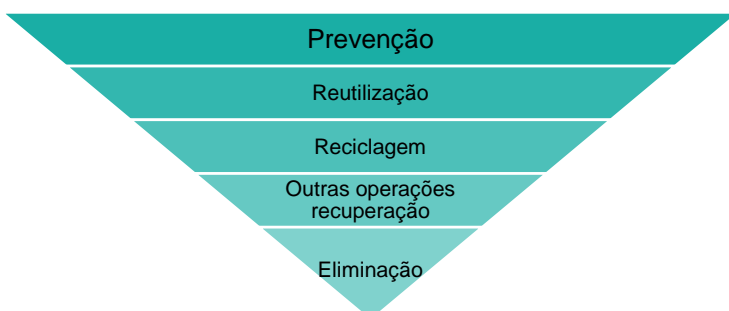 Prevenção
Reutilização
Reciclagem
Outras operações
recuperação
Eliminação